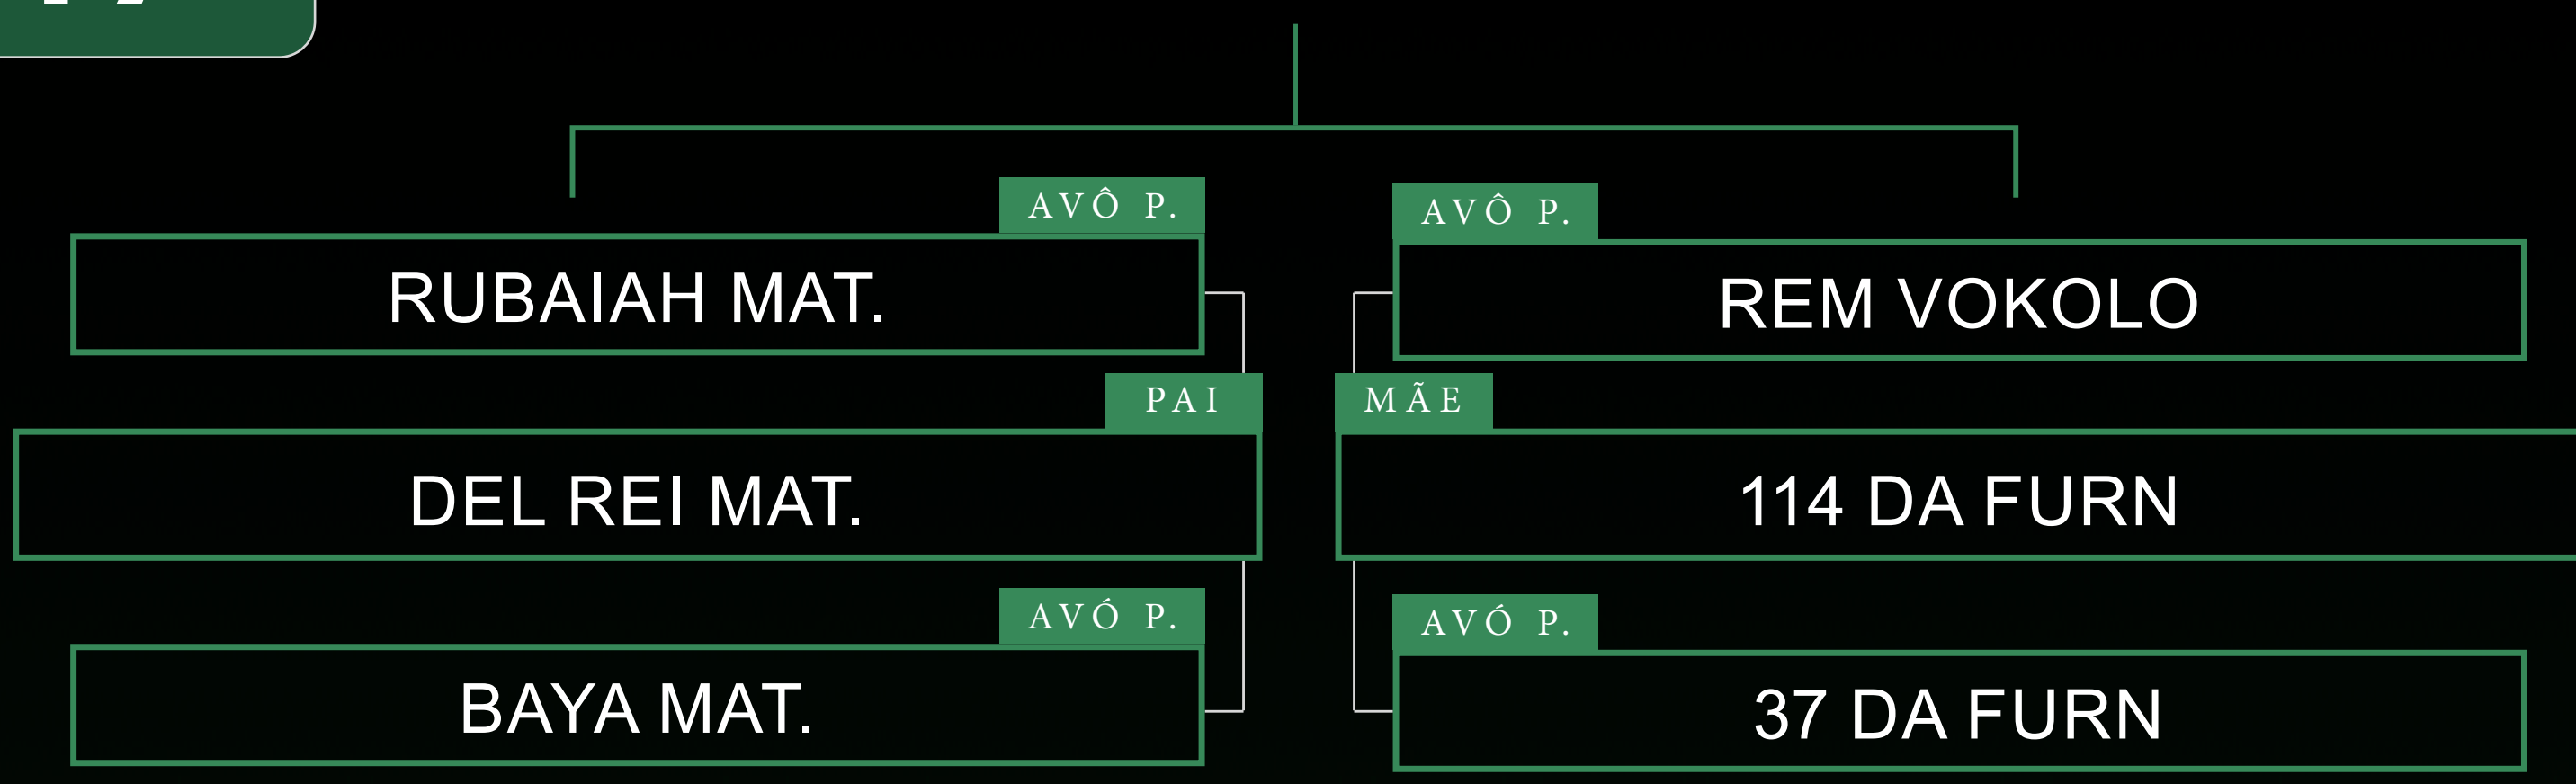 AVÔ P.
RUBAIAH MAT.
PAI
DEL REI MAT.
AVÓ P.
BAYA MAT.
AVÔ P.
REM VOKOLO
MÃE
114 DA FURN
AVÓ P.
37 DA FURN